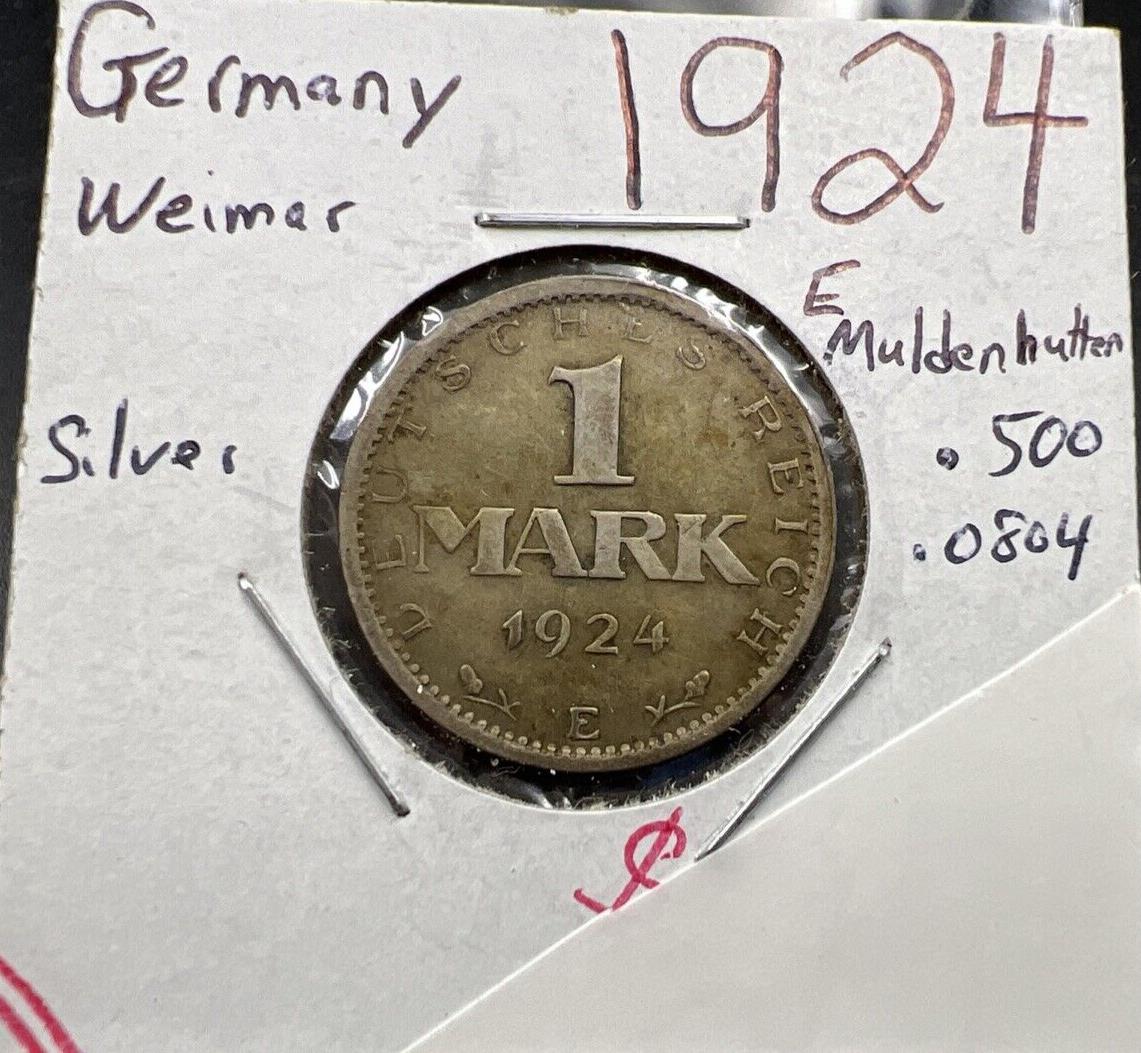 Germany
1924
Weimar
E
Muldenhutten
Silver
.500
.0804
DEUTSCHES REICH
1
MARK
1924
E